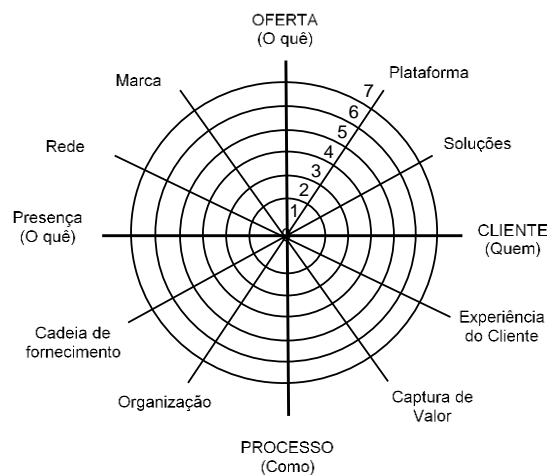 OFERTA
(O quê)
Marca
Plataforma
7
6
5
4
3
2
1
0
Rede
Soluções
Presença
(O quê)
CLIENTE
(Quem)
Cadeia de
fornecimento
Experiência
do Cliente
Organização
Captura de
Valor
PROCESSO
(Como)